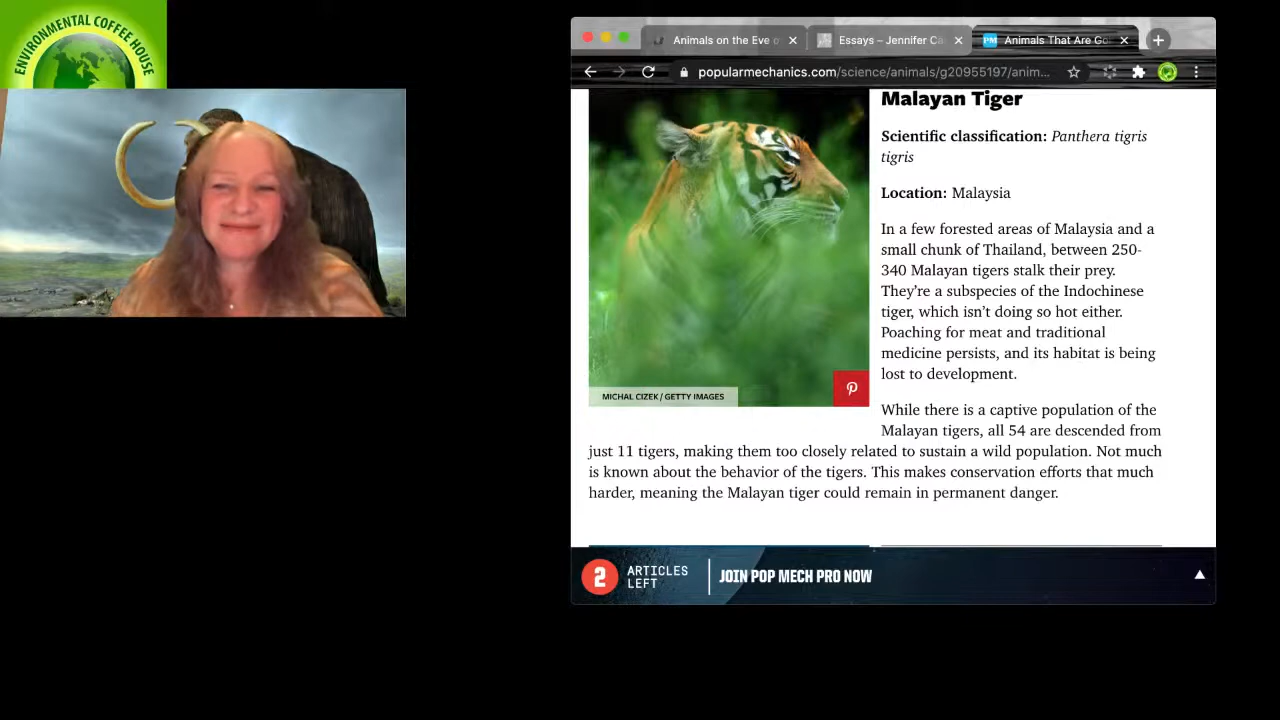 ENVIRONMENTAL COFFEE HOUSE
Animals on the Eve o
Essays – Jennifer Ca
PM
Animals That Are Go
popularmechanics.com/science/animals/g20955197/anim...
Malayan Tiger
Scientific classification: Panthera tigris
tigris
Location: Malaysia
In a few forested areas of Malaysia and a
small chunk of Thailand, between 250-
340 Malayan tigers stalk their prey.
They're a subspecies of the Indochinese
tiger, which isn't doing so hot either.
Poaching for meat and traditional
medicine persists, and its habitat is being
lost to development.
MICHAL CIZEK / GETTY IMAGES
While there is a captive population of the
Malayan tigers, all 54 are descended from
just 11 tigers, making them too closely related to sustain a wild population. Not much
is known about the behavior of the tigers. This makes conservation efforts that much
harder, meaning the Malayan tiger could remain in permanent danger.
2 ARTICLES
LEFT
JOIN POP MECH PRO NOW